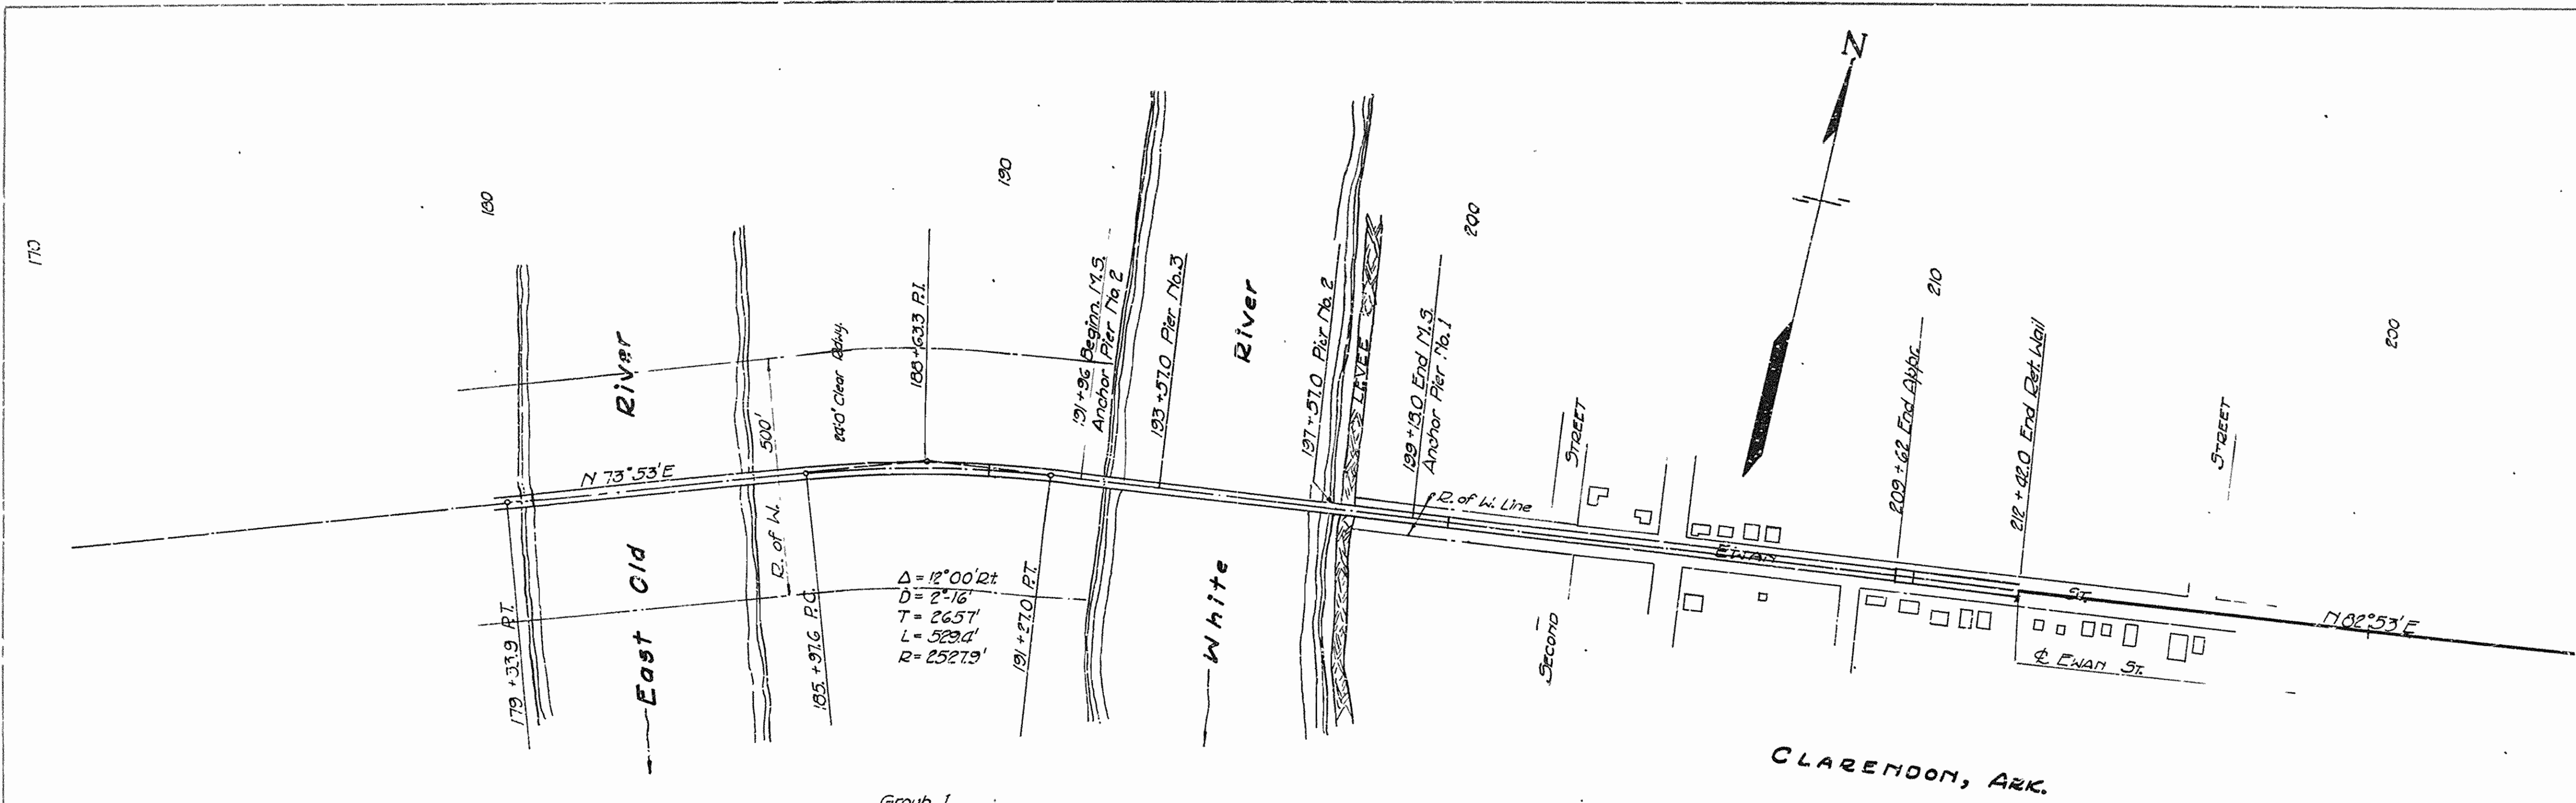 N
170
180
190
200
210
200
188+63.3 P.I.
24'0' Clear Rdwy.
500'
R. of W.
River
East Old
N 73°53'E
179+33.9 P.T.
185.+97.6 P.C.
Δ = 12°00' Rt.
D = 2°-16'
T = 265.7'
L = 529.4'
R = 2527.9'
191+27.0 P.T.
191+96 Beginn. M.S.
Anchor Pier No. 2
193+57.0 Pier No.3
River
White
197+57.0 Pier No. 2
LEVEE
199+18.0 End M.S.
Anchor Pier No.1
R. of W. Line
STREET
SECOND
EWAN
ST.
209+62 End Appr.
212+42.0 End Ret. Wall
STREET
N 82°53'E
℄ EWAN ST.
CLARENDON, ARK.
Group 1